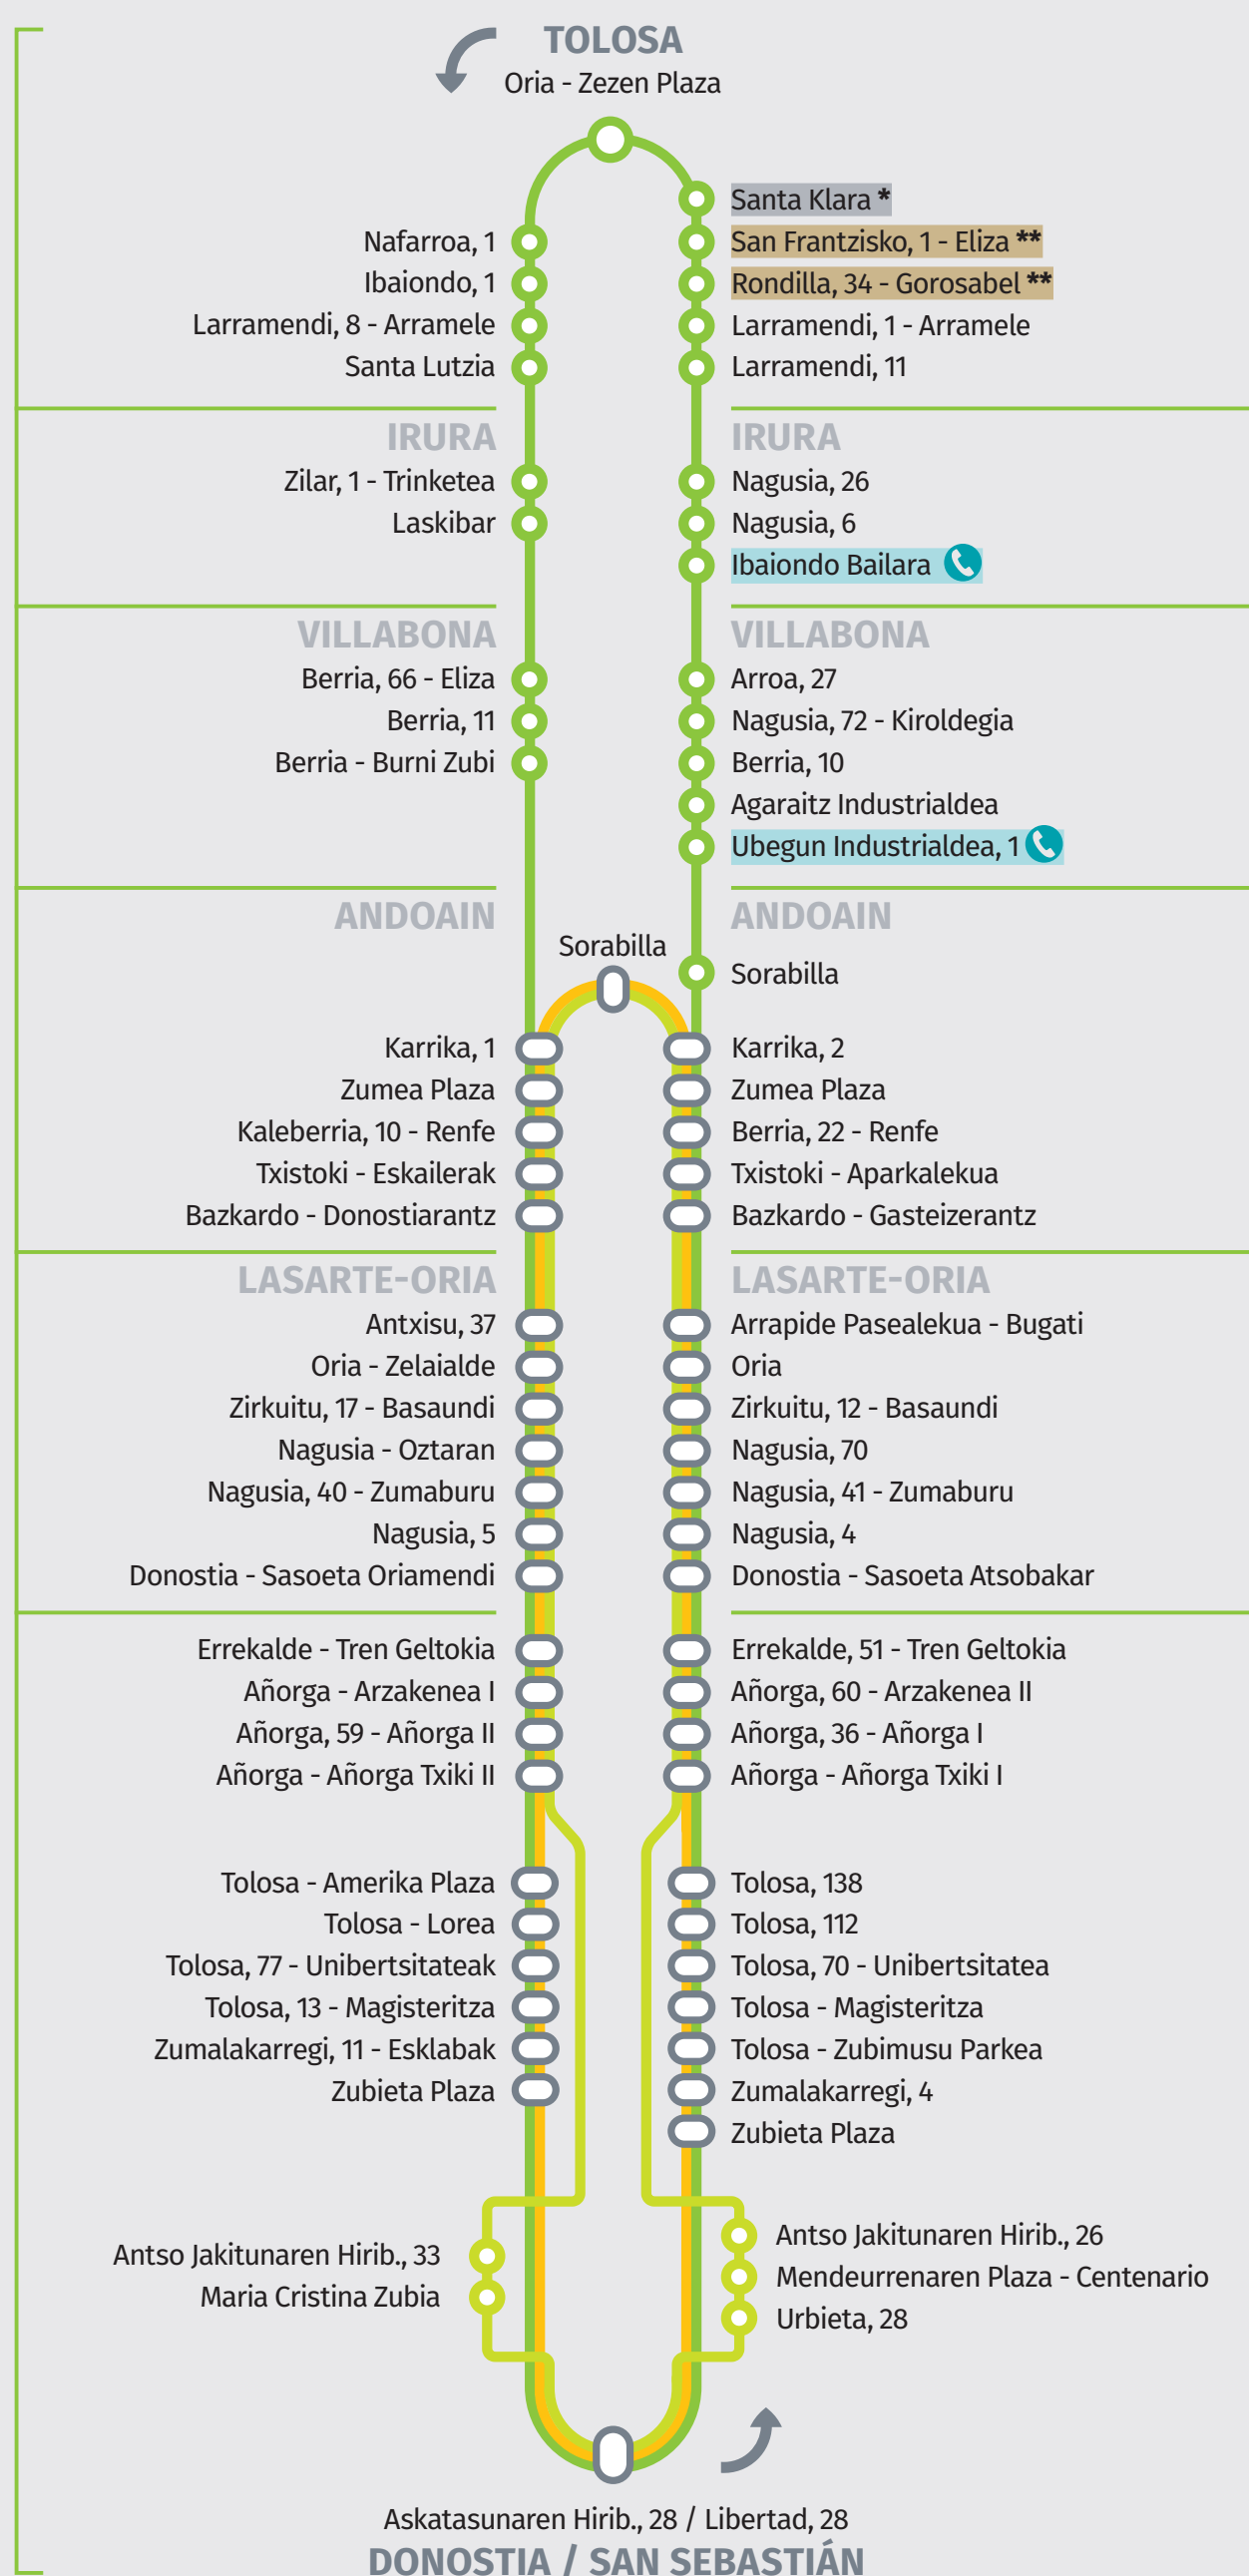 TOLOSA
Oria - Zezen Plaza
Nafarroa, 1
Ibaiondo, 1
Larramendi, 8 - Arramele
Santa Lutzia
IRURA
Zilar, 1 - Trinketea
Laskibar
VILLABONA
Berria, 66 - Eliza
Berria, 11
Berria - Burni Zubi
ANDOAIN
Sorabilla
Karrika, 1
Zumea Plaza
Kaleberria, 10 - Renfe
Txistoki - Eskailerak
Bazkardo - Donostiarantz
LASARTE-ORIA
Antxisu, 37
Oria - Zelaialde
Zirkuitu, 17 - Basaundi
Nagusia - Oztaran
Nagusia, 40 - Zumaburu
Nagusia, 5
Donostia - Sasoeta Oriamendi
Errekalde - Tren Geltokia
Añorga - Arzakenea I
Añorga, 59 - Añorga II
Añorga - Añorga Txiki II
Tolosa - Amerika Plaza
Tolosa - Lorea
Tolosa, 77 - Unibertsitateak
Tolosa, 13 - Magisteritza
Zumalakarregi, 11 - Esklabak
Zubieta Plaza
Antso Jakitunaren Hirib., 33
Maria Cristina Zubia
Santa Klara *
San Frantzisko, 1 - Eliza **
Rondilla, 34 - Gorosabel **
Larramendi, 1 - Arramele
Larramendi, 11
IRURA
Nagusia, 26
Nagusia, 6
Ibaiondo Bailara
VILLABONA
Arroa, 27
Nagusia, 72 - Kiroldegia
Berria, 10
Agaraitz Industrialdea
Ubegun Industrialdea, 1
ANDOAIN
Sorabilla
Karrika, 2
Zumea Plaza
Berria, 22 - Renfe
Txistoki - Aparkalekua
Bazkardo - Gasteizerantz
LASARTE-ORIA
Arrapide Pasealekua - Bugati
Oria
Zirkuitu, 12 - Basaundi
Nagusia, 70
Nagusia, 41 - Zumaburu
Nagusia, 4
Donostia - Sasoeta Atsobakar
Errekalde, 51 - Tren Geltokia
Añorga, 60 - Arzakenea II
Añorga, 36 - Añorga I
Añorga - Añorga Txiki I
Tolosa, 138
Tolosa, 112
Tolosa, 70 - Unibertsitatea
Tolosa - Magisteritza
Tolosa - Zubimusu Parkea
Zumalakarregi, 4
Zubieta Plaza
Antso Jakitunaren Hirib., 26
Mendeurrenaren Plaza - Centenario
Urbieta, 28
Askatasunaren Hirib., 28 / Libertad, 28
DONOSTIA / SAN SEBASTIÁN